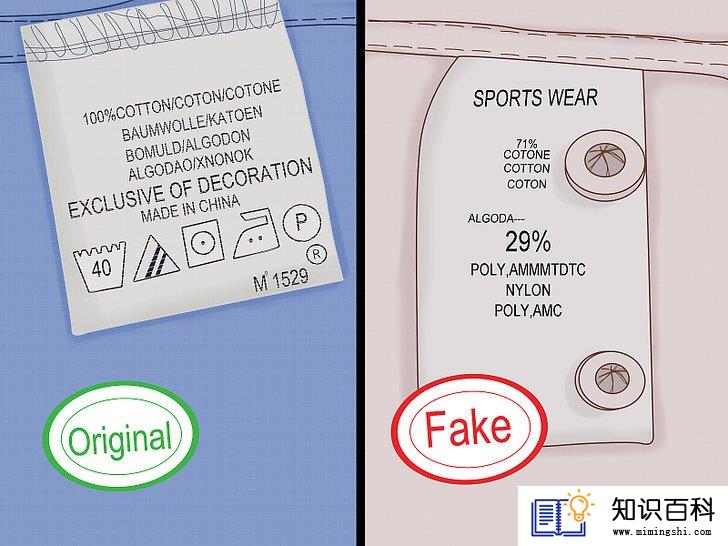 100%COTTON/COTON/COTONE
BAUMWOLLE/KATOEN
BOMULD/ALGODON
ALGODAO/XNONOK
EXCLUSIVE OF DECORATION
MADE IN CHINA
40
P
®
M° 1529
Original
SPORTS WEAR
71%
COTONE
COTTON
COTON
ALGODA---
29%
POLY,AMMMTDTC
NYLON
POLY,AMC
Fake
知识百科
www.mimingshi.com